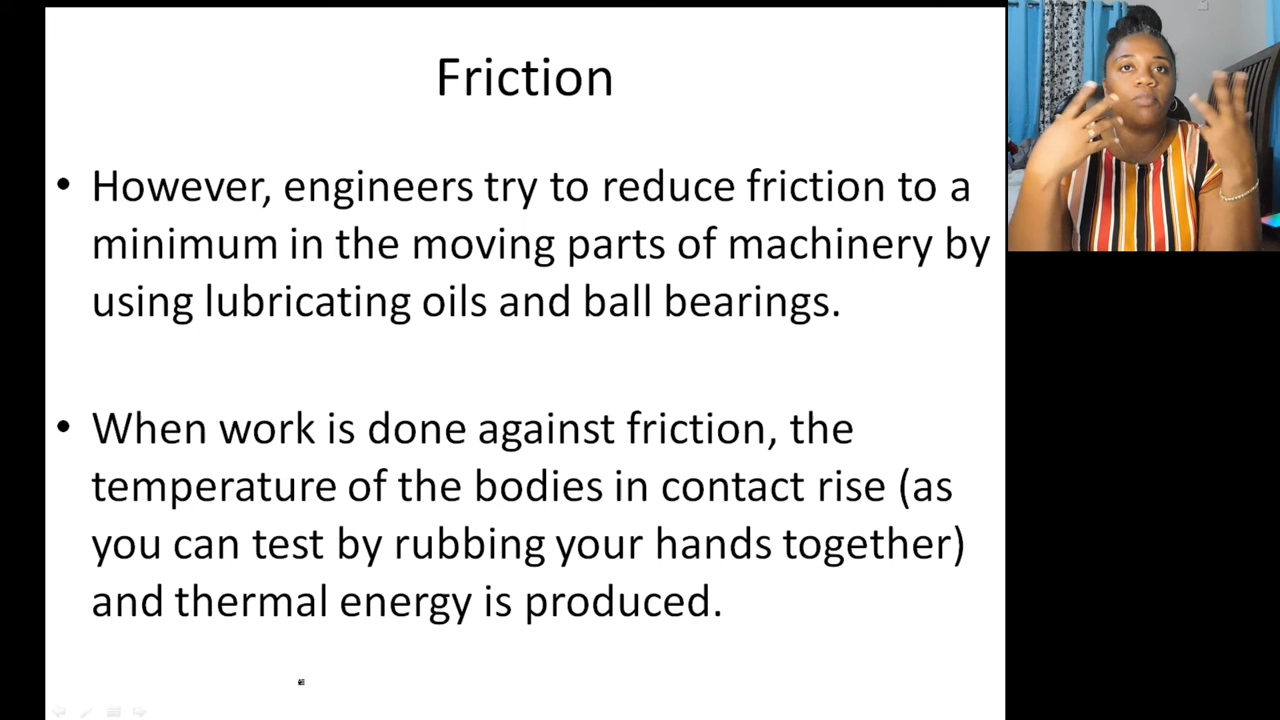 Friction
• However, engineers try to reduce friction to a
minimum in the moving parts of machinery by
using lubricating oils and ball bearings.
• When work is done against friction, the
temperature of the bodies in contact rise (as
you can test by rubbing your hands together)
and thermal energy is produced.